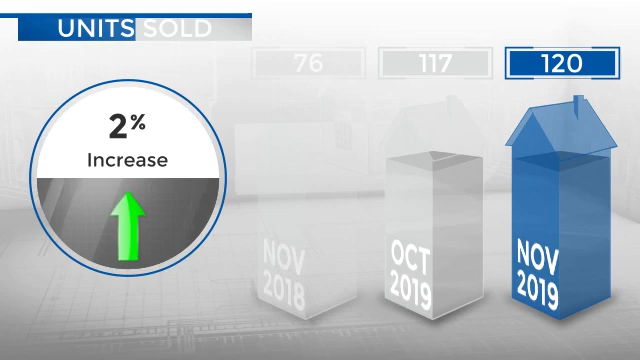 UNITS SOLD
76
117
120
2%
Increase
NOV
2018
OCT
2019
NOV
2019